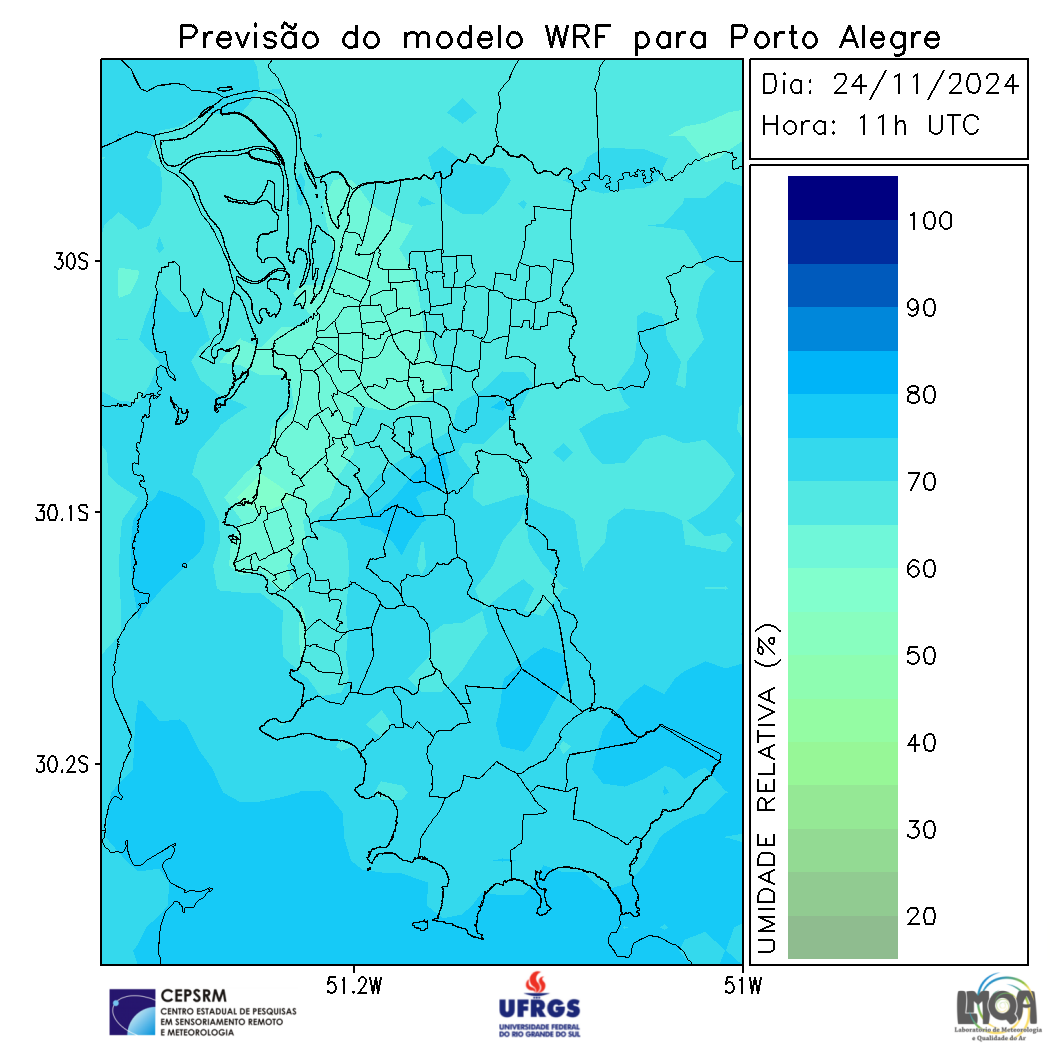 Previsão do modelo WRF para Porto Alegre
Dia: 24/11/2024
Hora: 11h UTC
100
90
80
70
60
50
40
30
20
UMIDADE RELATIVA (%)
30S
30.1S
30.2S
51.2W
51W
CEPSRM
CENTRO ESTADUAL DE PESQUISAS
EM SENSORIAMENTO REMOTO
E METEOROLOGIA
UFRGS
UNIVERSIDADE FEDERAL
DO RIO GRANDE DO SUL
LMQA
Laboratório de Meteorologia
e Qualidade do Ar